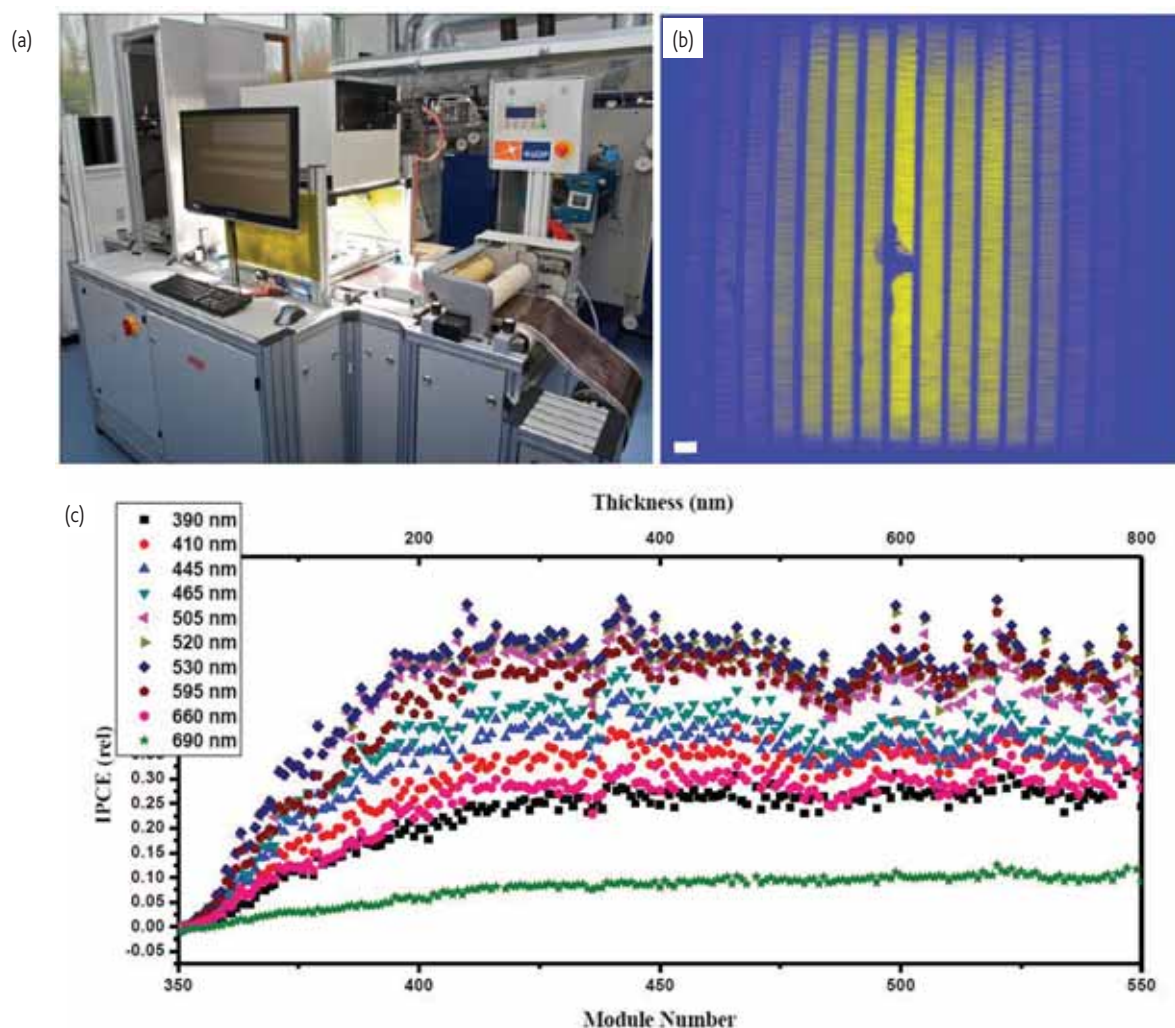 (a)
(b)
(c)
Thickness (nm)
200
400
600
800
390 nm
410 nm
445 nm
465 nm
505 nm
520 nm
530 nm
595 nm
660 nm
690 nm
IPCE (rel)
0.30
0.25
0.20
0.15
0.10
0.05
0.00
-0.05
350
400
450
500
550
Module Number